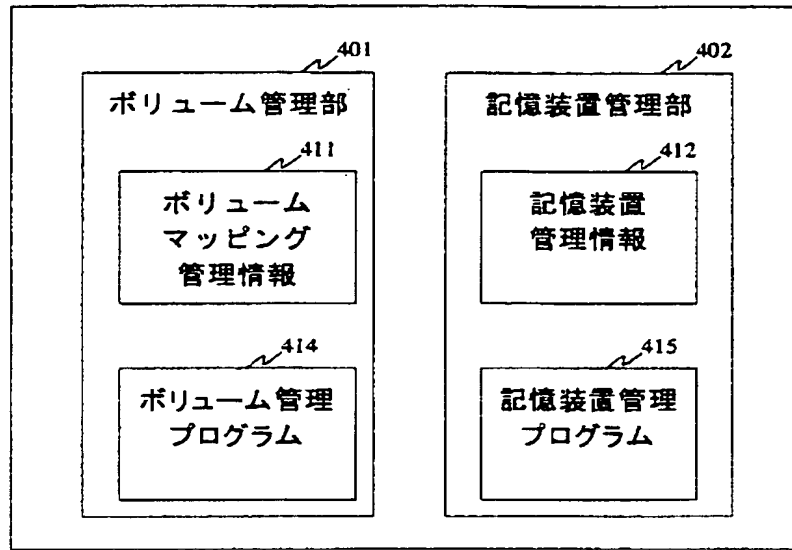 401
ボリューム管理部
411
ボリューム
マッピング
管理情報
414
ボリューム管理
プログラム
402
記憶装置管理部
412
記憶装置
管理情報
415
記憶装置管理
プログラム